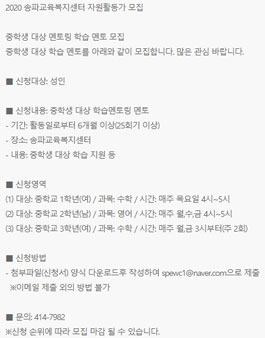 2020 송파교육복지센터 자원활동가 모집
중학생 대상 멘토링 학습 멘토 모집
중학생 대상 학습 멘토를 아래와 같이 모집합니다. 많은 관심 바랍니다.
■ 신청대상: 성인
■ 신청내용: 중학생 대상 학습멘토링 멘토
- 기간: 활동일로부터 6개월 이상(25회기 이상)
- 장소: 송파교육복지센터
- 내용: 중학생 대상 학습 지원 등
■ 신청영역
(1) 대상: 중학교 1학년(여) / 과목: 수학 / 시간: 매주 목요일 4시~5시
(2) 대상: 중학교 2학년(남) / 과목: 영어 / 시간: 매주 월,수,금 4시~5시
(3) 대상: 중학교 3학년(여) / 과목: 수학 / 시간: 매주 월,금 3시부터(주 2회)
■ 신청방법
- 첨부파일(신청서) 양식 다운로드후 작성하여 spewc1@naver.com으로 제출
※이메일 제출 외의 방법 불가
■ 문의: 414-7982
※신청 순위에 따라 모집 마감 될 수 있습니다.